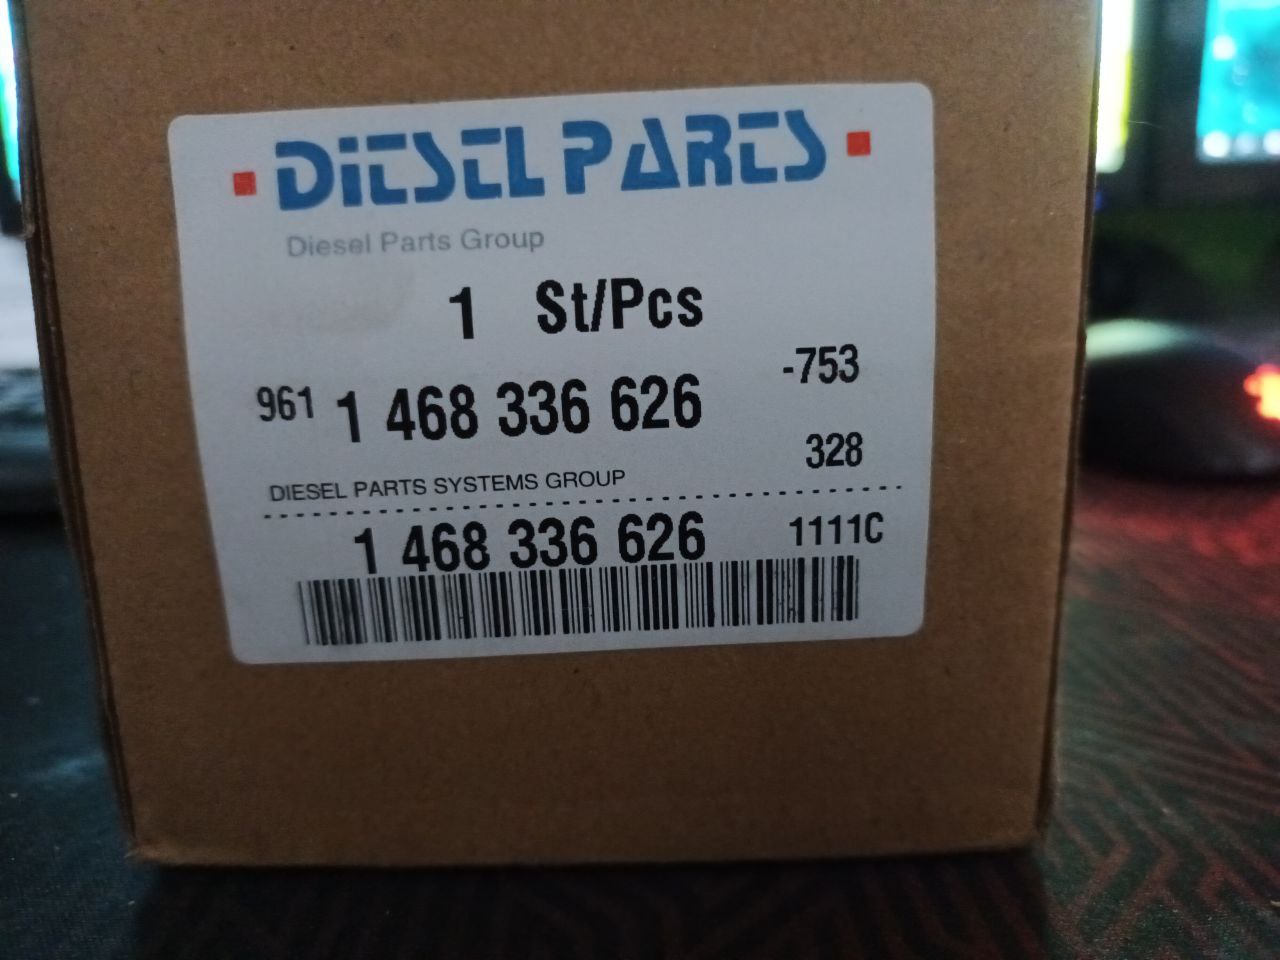 DIESEL PARTS
Diesel Parts Group
1 St/Pcs
-753
961 1 468 336 626
328
DIESEL PARTS SYSTEMS GROUP
1 468 336 626 1111C